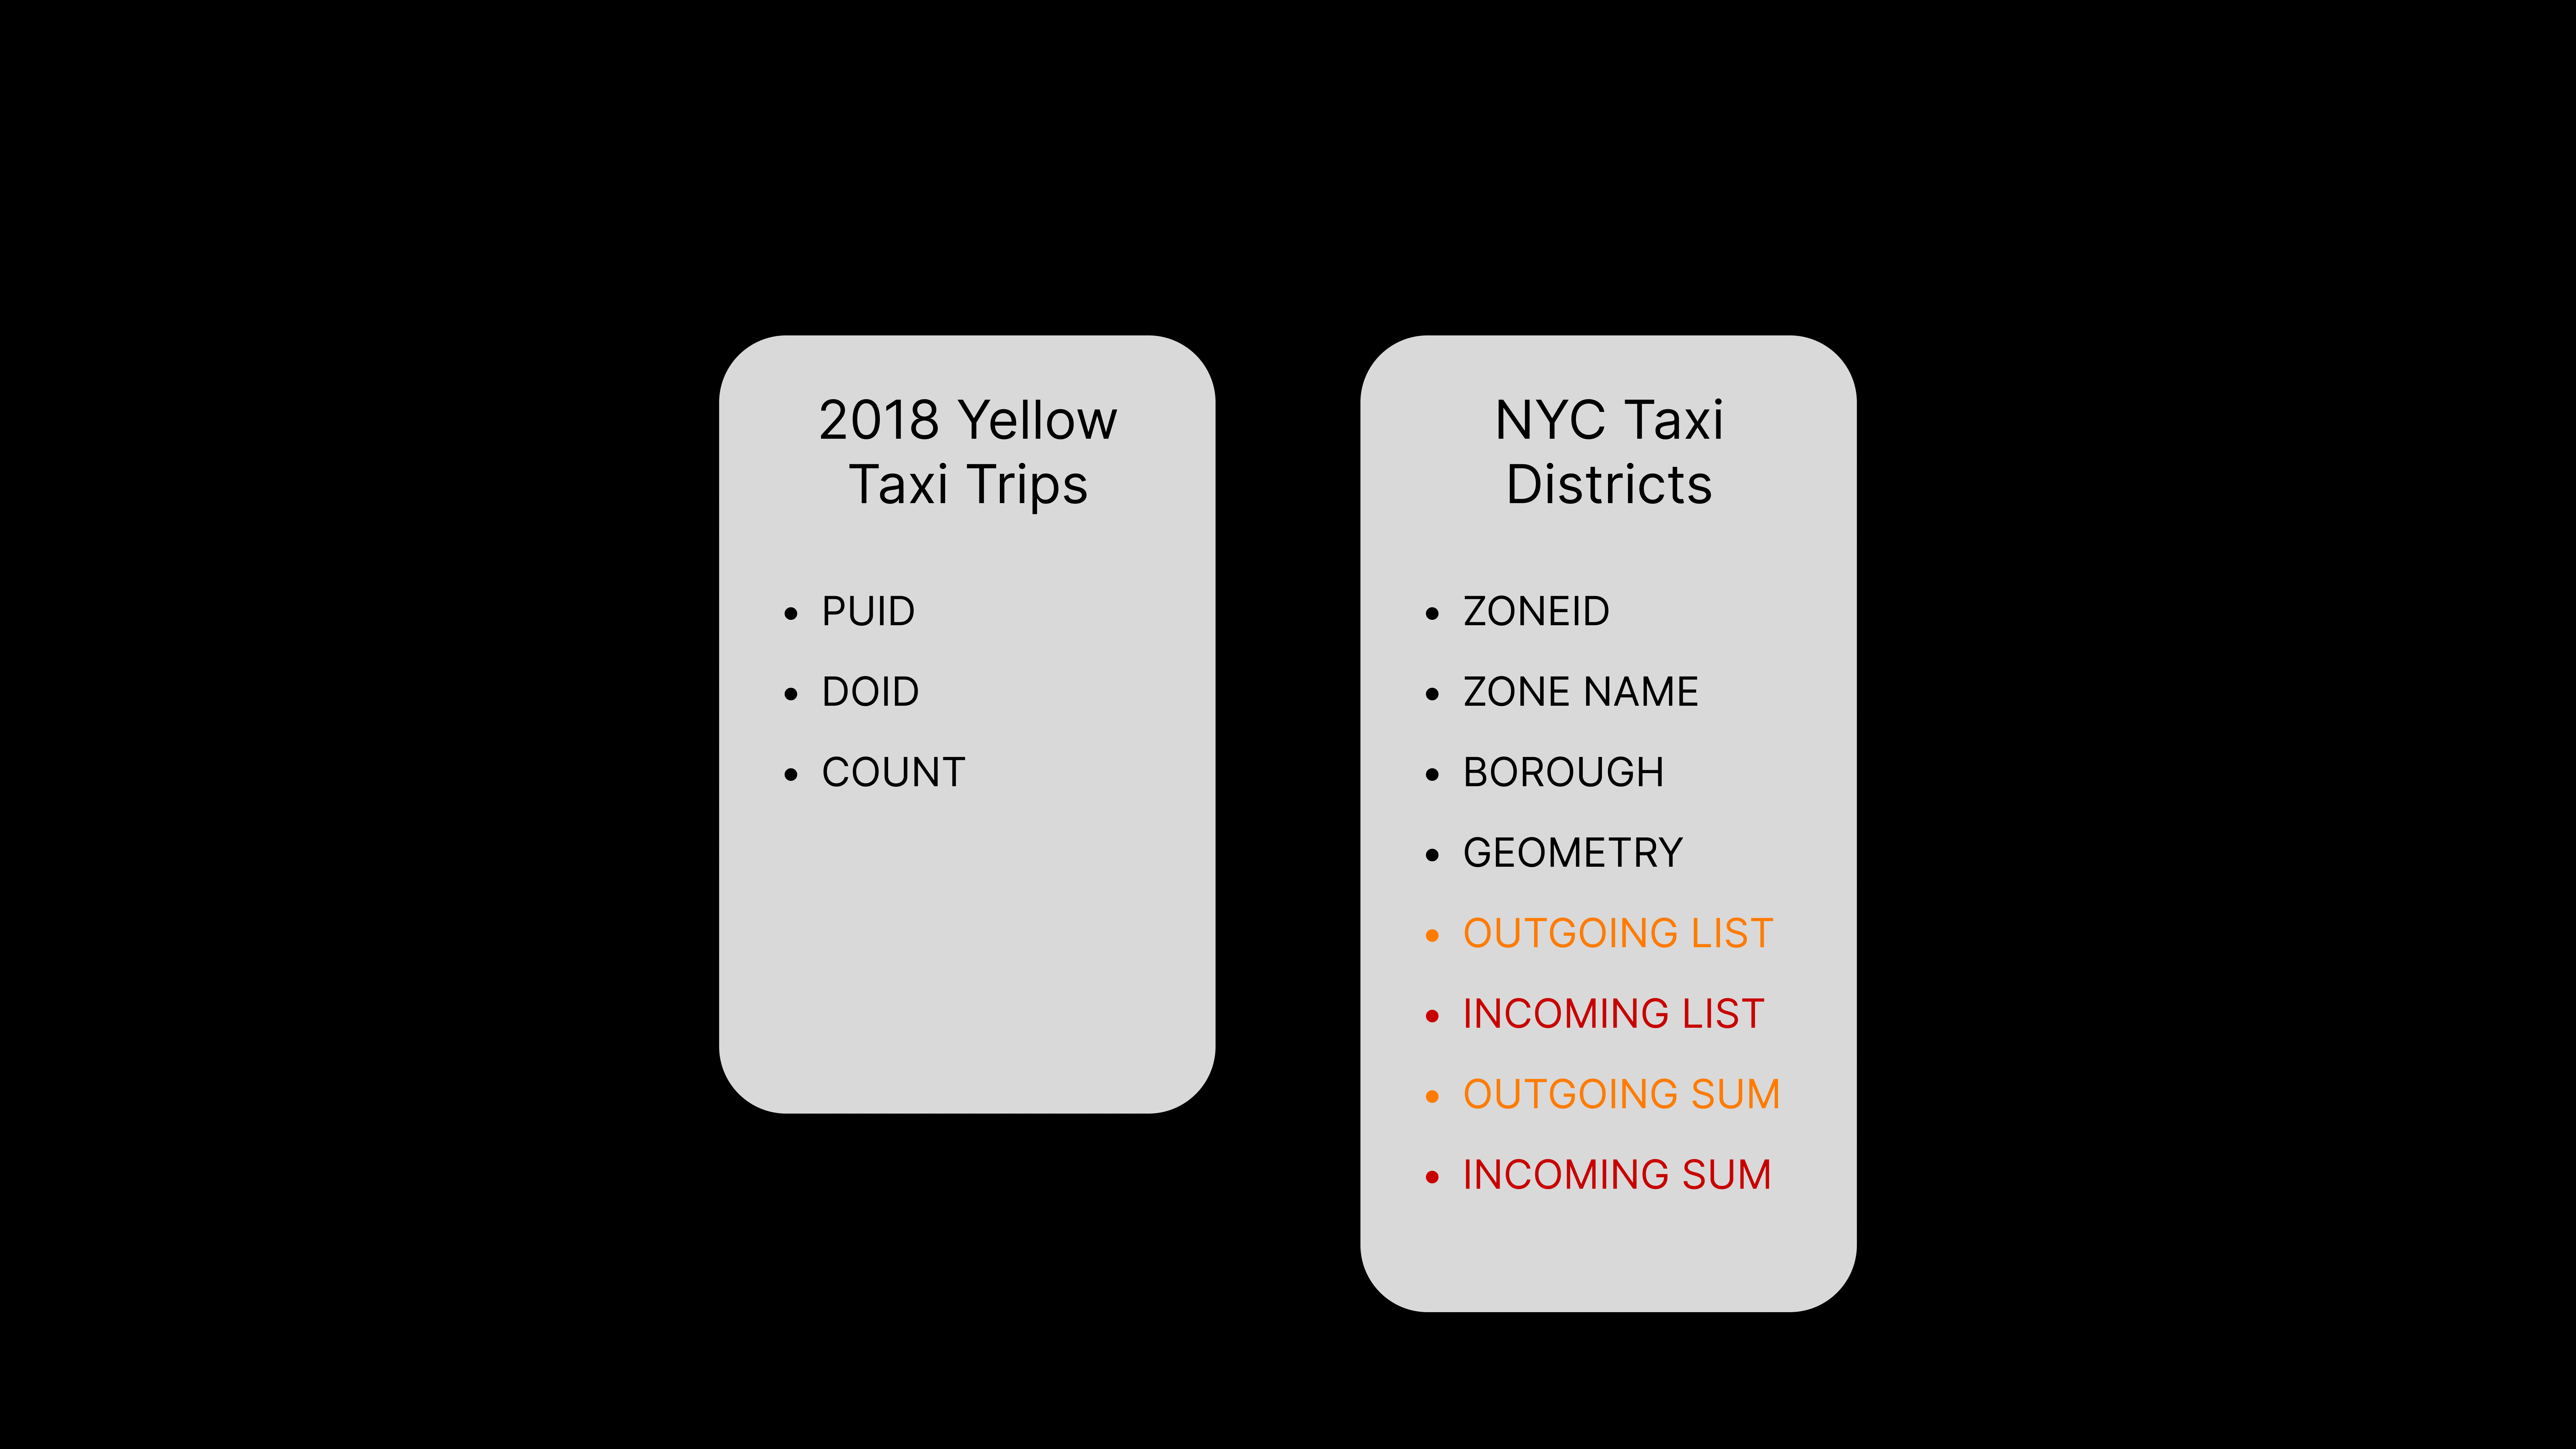 2018 Yellow
Taxi Trips
• PUID
• DOID
• COUNT
NYC Taxi
Districts
• ZONEID
• ZONE NAME
• BOROUGH
• GEOMETRY
• OUTGOING LIST
• INCOMING LIST
• OUTGOING SUM
• INCOMING SUM